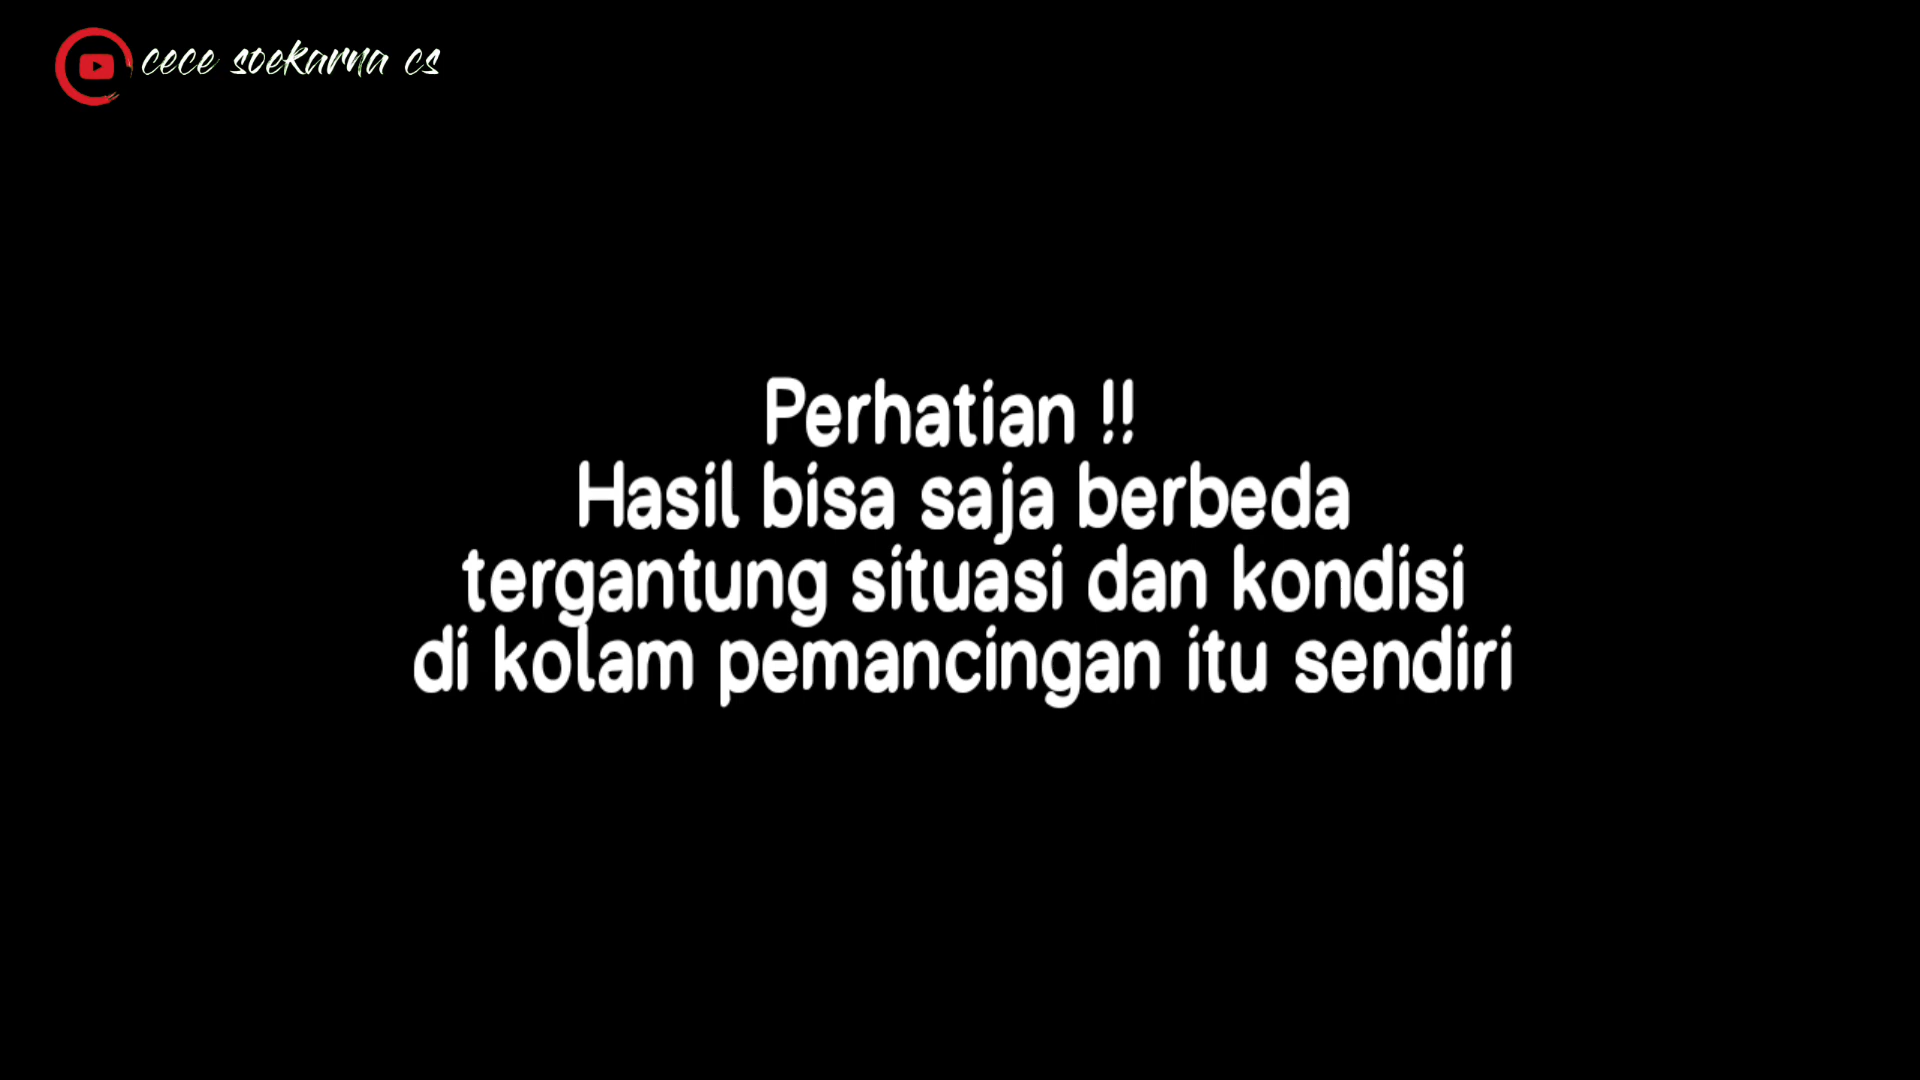 cece soekarna cs
Perhatian !!
Hasil bisa saja berbeda
tergantung situasi dan kondisi
di kolam pemancingan itu sendiri